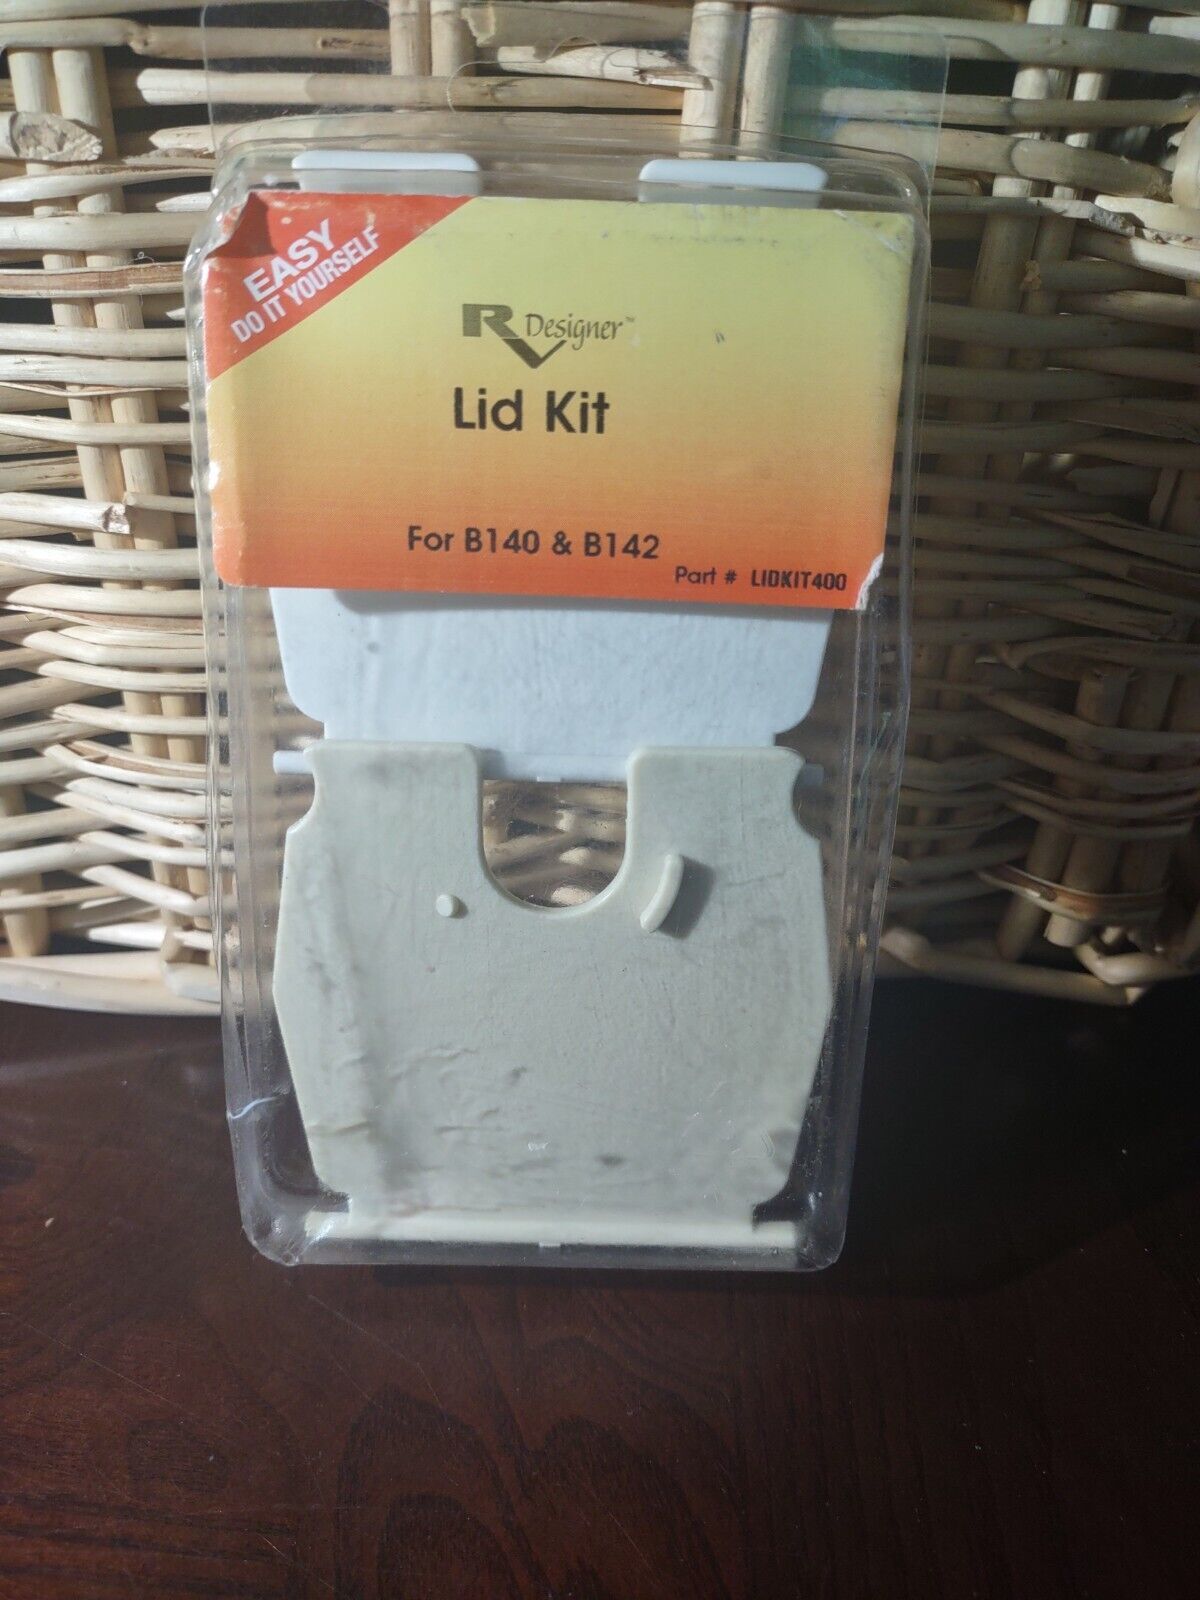 EASY
DO IT YOURSELF
RV Designer™
Lid Kit
For B140 & B142
Part # LIDKIT400